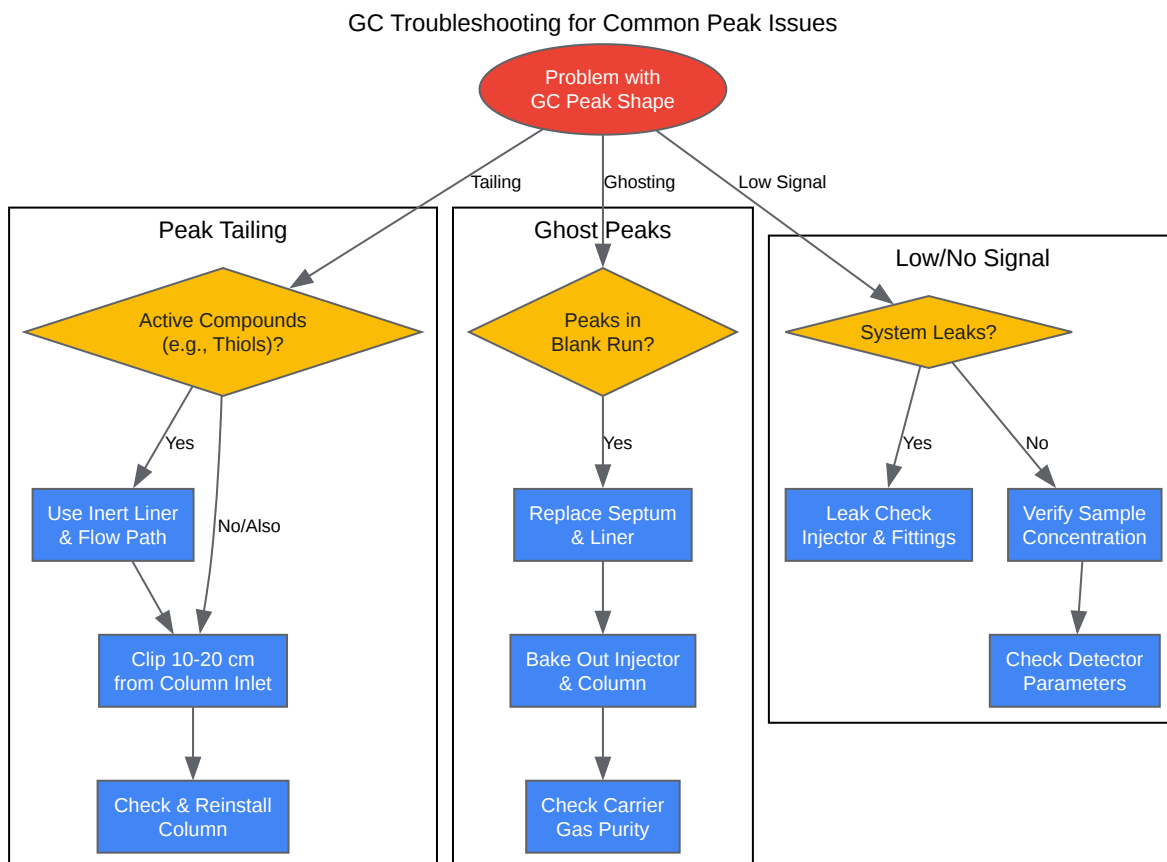 GC Troubleshooting for Common Peak Issues
Problem with
GC Peak Shape
Tailing
Ghosting
Low Signal
Peak Tailing
Active Compounds
(e.g., Thiols)?
Yes
No/Also
Use Inert Liner
& Flow Path
Clip 10-20 cm
from Column Inlet
Check & Reinstall
Column
Ghost Peaks
Peaks in
Blank Run?
Yes
Replace Septum
& Liner
Bake Out Injector
& Column
Check Carrier
Gas Purity
Low/No Signal
System Leaks?
Yes
No
Leak Check
Injector & Fittings
Verify Sample
Concentration
Check Detector
Parameters